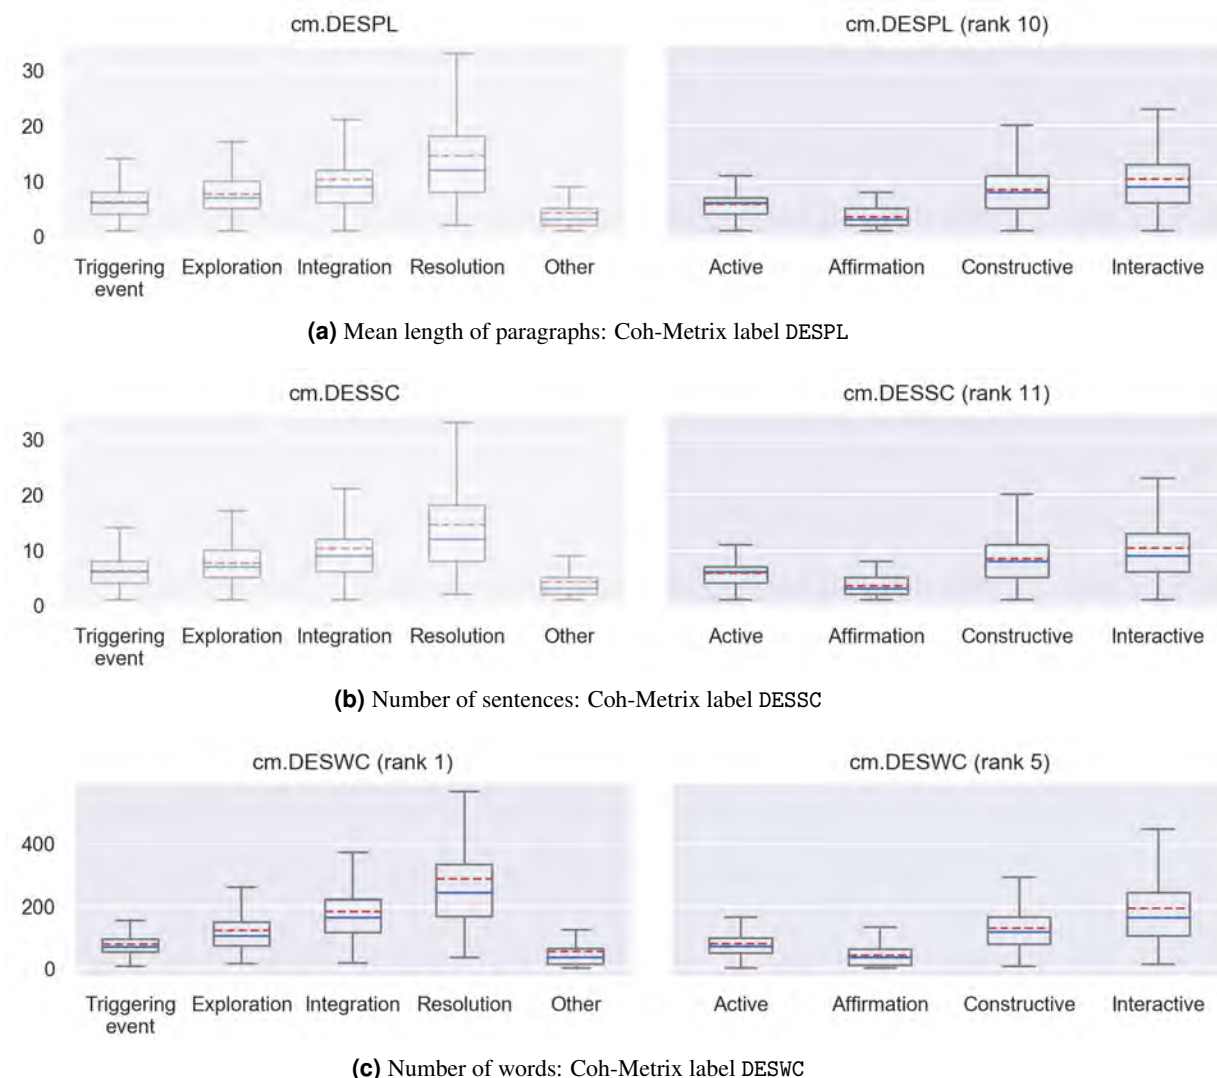 cm.DESPL
cm.DESPL (rank 10)
30
20
10
0
Triggering event Exploration Integration Resolution Other
Active Affirmation Constructive Interactive
(a) Mean length of paragraphs: Coh-Metrix label DESPL
cm.DESSC
cm.DESSC (rank 11)
30
20
10
0
Triggering event Exploration Integration Resolution Other
Active Affirmation Constructive Interactive
(b) Number of sentences: Coh-Metrix label DESSC
cm.DESWC (rank 1)
cm.DESWC (rank 5)
400
200
0
Triggering event Exploration Integration Resolution Other
Active Affirmation Constructive Interactive
(c) Number of words: Coh-Metrix label DESWC